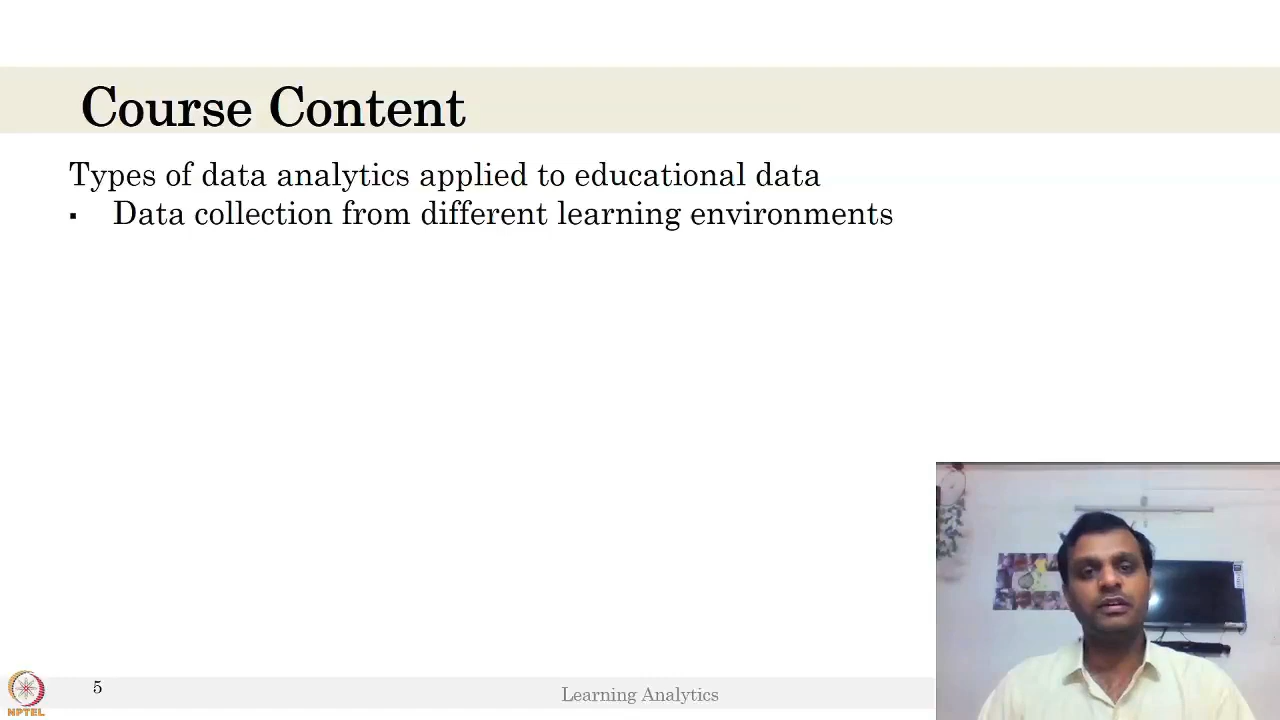 Course Content
Types of data analytics applied to educational data
▪ Data collection from different learning environments
5
Learning Analytics
NPTEL